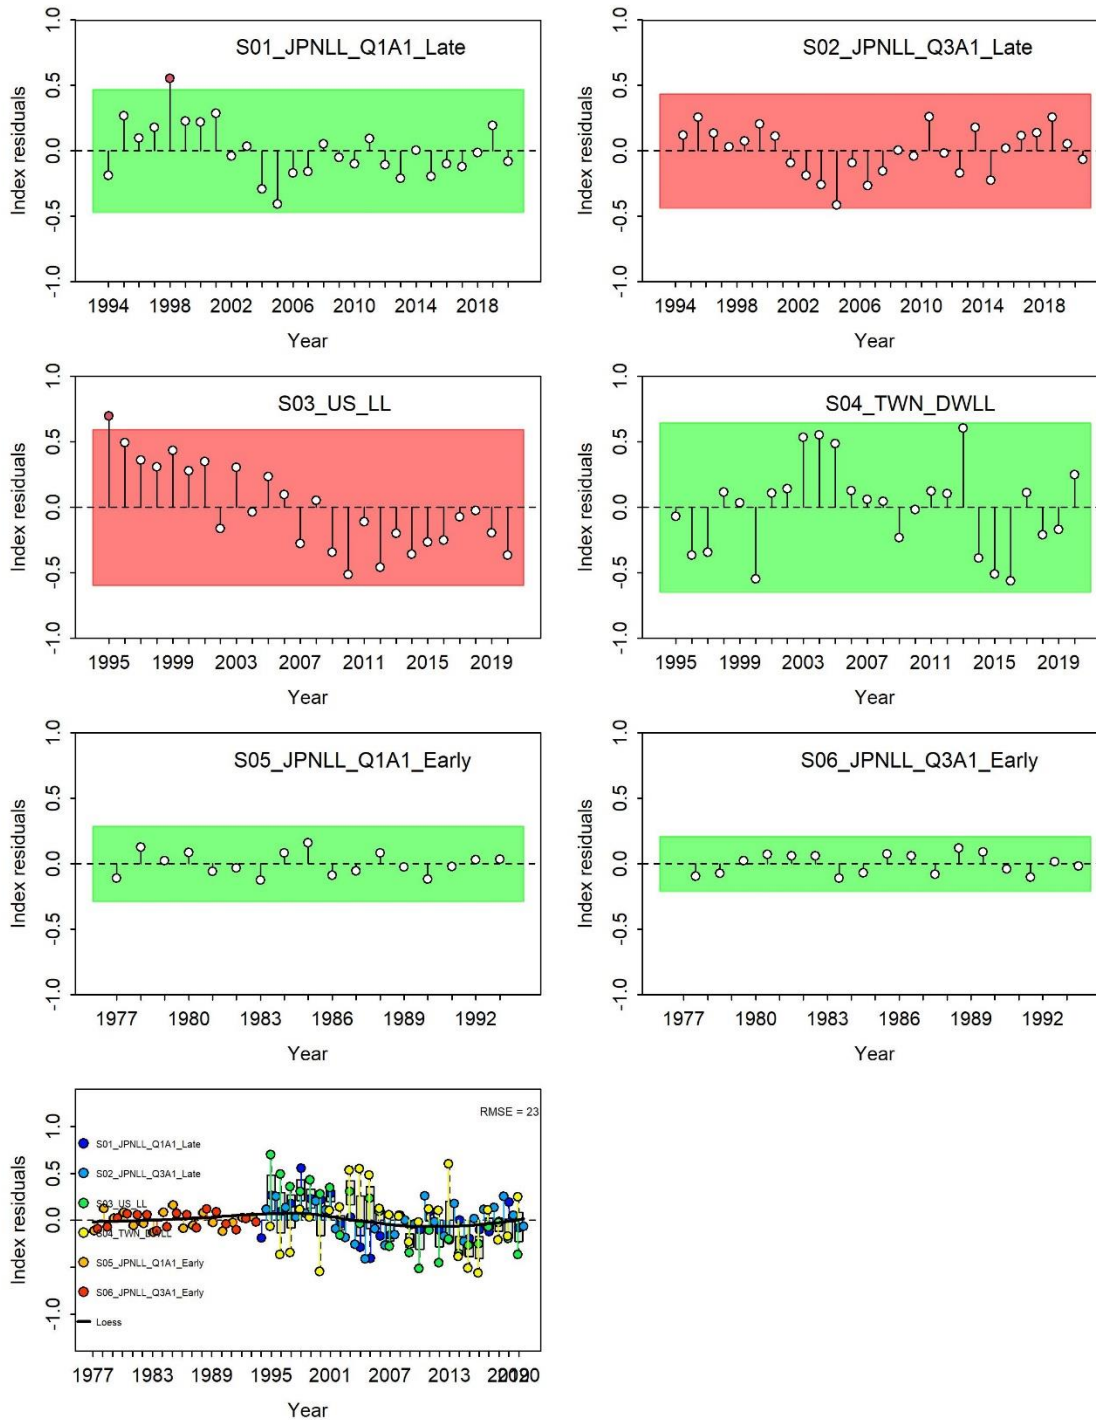 S01_JPNLL_Q1A1_Late
Index residuals
1.0
0.5
0.0
-0.5
-1.0
1994 1998 2002 2006 2010 2014 2018
Year
S02_JPNLL_Q3A1_Late
Index residuals
1.0
0.5
0.0
-0.5
-1.0
1994 1998 2002 2006 2010 2014 2018
Year
S03_US_LL
Index residuals
1.0
0.5
0.0
-0.5
-1.0
1995 1999 2003 2007 2011 2015 2019
Year
S04_TWN_DWLL
Index residuals
1.0
0.5
0.0
-0.5
-1.0
1995 1999 2003 2007 2011 2015 2019
Year
S05_JPNLL_Q1A1_Early
Index residuals
1.0
0.5
0.0
-0.5
-1.0
1977 1980 1983 1986 1989 1992
Year
S06_JPNLL_Q3A1_Early
Index residuals
1.0
0.5
0.0
-0.5
-1.0
1977 1980 1983 1986 1989 1992
Year
RMSE = 23
Index residuals
1.0
0.5
0.0
-1.0
S01_JPNLL_Q1A1_Late
S02_JPNLL_Q3A1_Late
S03_US_LL
S04_TWN_DWLL
S05_JPNLL_Q1A1_Early
S06_JPNLL_Q3A1_Early
Loess
1977 1983 1989 1995 2001 2007 2013 2019 2020
Year